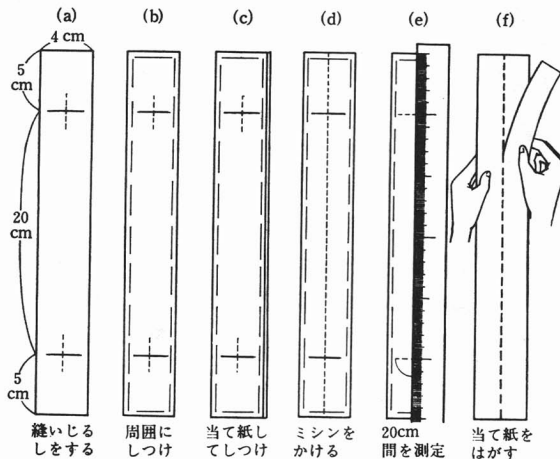 (a)
(b)
(c)
(d)
(e)
(f)
4 cm
5
cm
20
cm
5
cm
縫いじる
しをする
周囲に
しつけ
当て紙し
てしつけ
ミシンを
かける
20cm
間を測定
当て紙を
はがす